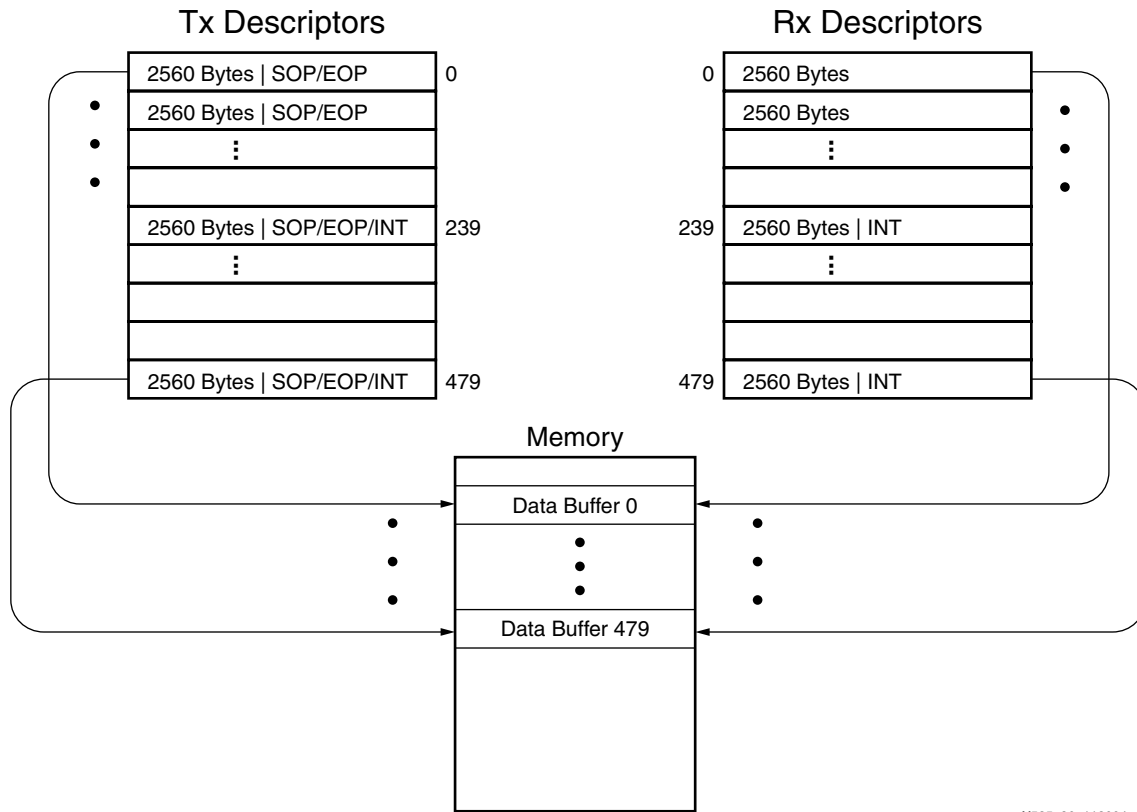 Tx Descriptors
2560 Bytes | SOP/EOP 0
2560 Bytes | SOP/EOP
2560 Bytes | SOP/EOP/INT 239
2560 Bytes | SOP/EOP/INT 479
Rx Descriptors
0 2560 Bytes
2560 Bytes
239 2560 Bytes | INT
479 2560 Bytes | INT
Memory
Data Buffer 0
Data Buffer 479